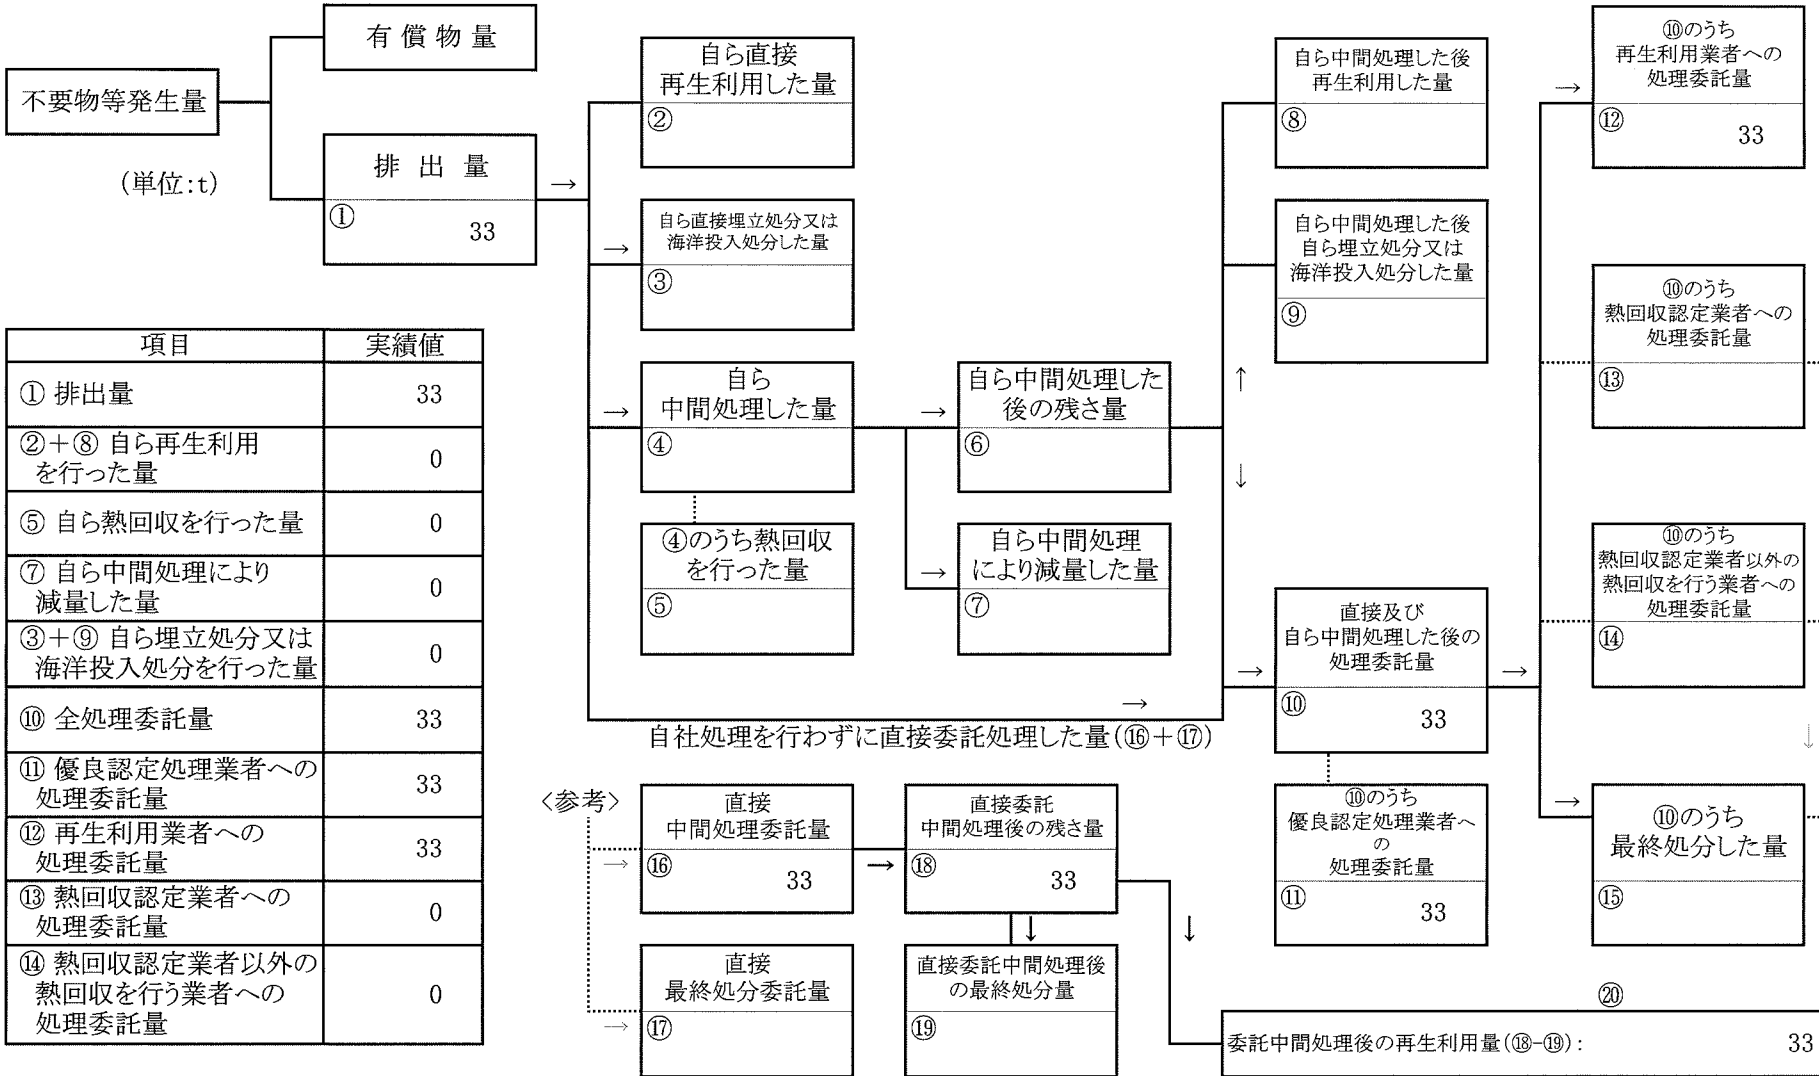 不要物等発生量
(単位:t)
有償物量
排出量
①
33
自ら直接
再生利用した量
②
自ら直接埋立処分又は
海洋投入処分した量
③
自ら
中間処理した量
④
④のうち熱回収
を行った量
⑤
自ら中間処理した
後の残さ量
⑥
自ら中間処理
により減量した量
⑦
自ら中間処理した後
再生利用した量
⑧
自ら中間処理した後
自ら埋立処分又は
海洋投入処分した量
⑨
直接及び
自ら中間処理した後の
処理委託量
⑩
33
⑩のうち
優良認定処理業者へ
の
処理委託量
⑪
33
⑩のうち
再生利用業者への
処理委託量
⑫
33
⑩のうち
熱回収認定業者への
処理委託量
⑬
⑩のうち
熱回収認定業者以外の
熱回収を行う業者への
処理委託量
⑭
⑩のうち
最終処分した量
⑮
自社処理を行わずに直接委託処理した量(⑯+⑰)
<参考>
直接
中間処理委託量
⑯
33
直接
最終処分委託量
⑰
直接委託
中間処理後の残さ量
⑱
33
直接委託中間処理後
の最終処分量
⑲
⑳
委託中間処理後の再生利用量(⑱-⑲): 33
項目 実績値
① 排出量 33
②+⑧ 自ら再生利用
を行った量 0
⑤ 自ら熱回収を行った量 0
⑦ 自ら中間処理により
減量した量 0
③+⑨ 自ら埋立処分又は
海洋投入処分を行った量 0
⑩ 全処理委託量 33
⑪ 優良認定処理業者への
処理委託量 33
⑫ 再生利用業者への
処理委託量 33
⑬ 熱回収認定業者への
処理委託量 0
⑭ 熱回収認定業者以外の
熱回収を行う業者への
処理委託量 0